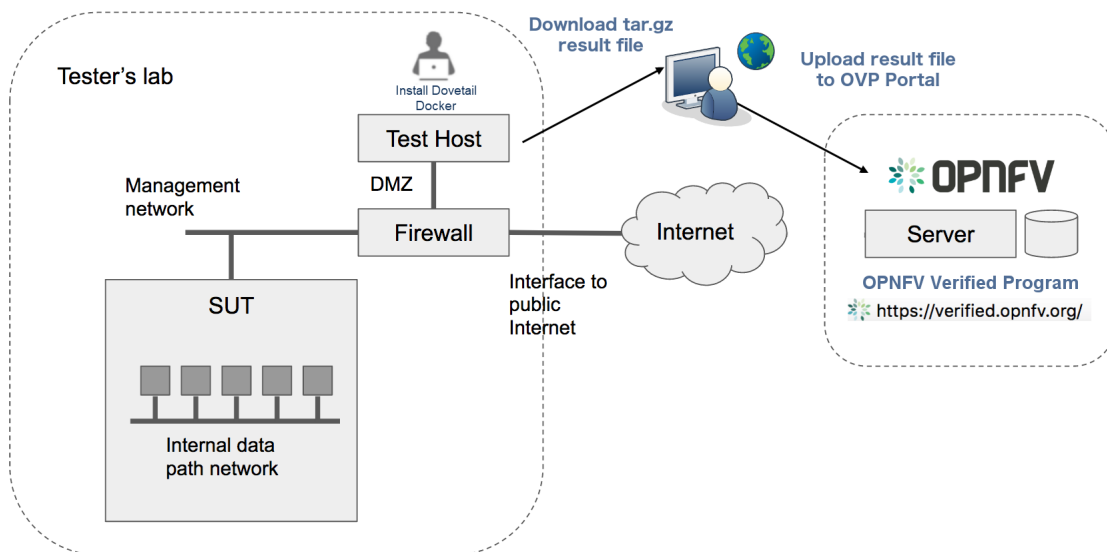 Tester's lab
Install Dovetail
Docker
Test Host
DMZ
Management
network
Firewall
Internet
Interface to
public
Internet
SUT
Internal data
path network
Download tar.gz
result file
Upload result file
to OVP Portal
OPNFV
Server
OPNFV Verified Program
https://verified.opnfv.org/